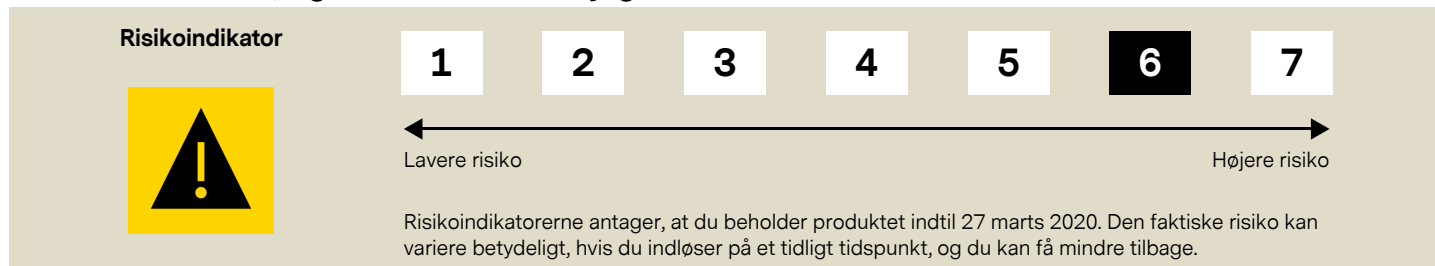 Risikoindikator
1 2 3 4 5 6 7
Lavere risiko Højere risiko
Risikoindikatorerne antager, at du beholder produktet indtil 27 marts 2020. Den faktiske risiko kan
variere betydeligt, hvis du indløser på et tidligt tidspunkt, og du kan få mindre tilbage.